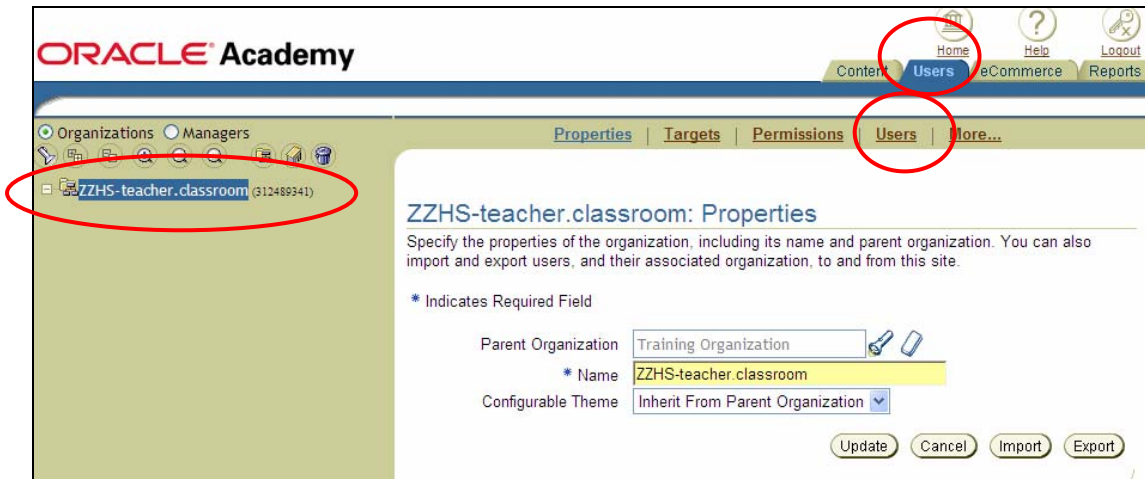 ORACLE Academy
Home Help Logout
Content Users eCommerce Reports
Organizations Managers
Properties | Targets | Permissions | Users | More...
ZZHS-teacher.classroom (312489341)
ZZHS-teacher.classroom: Properties
Specify the properties of the organization, including its name and parent organization. You can also
import and export users, and their associated organization, to and from this site.
* Indicates Required Field
Parent Organization Training Organization
* Name ZZHS-teacher.classroom
Configurable Theme Inherit From Parent Organization
Update Cancel Import Export